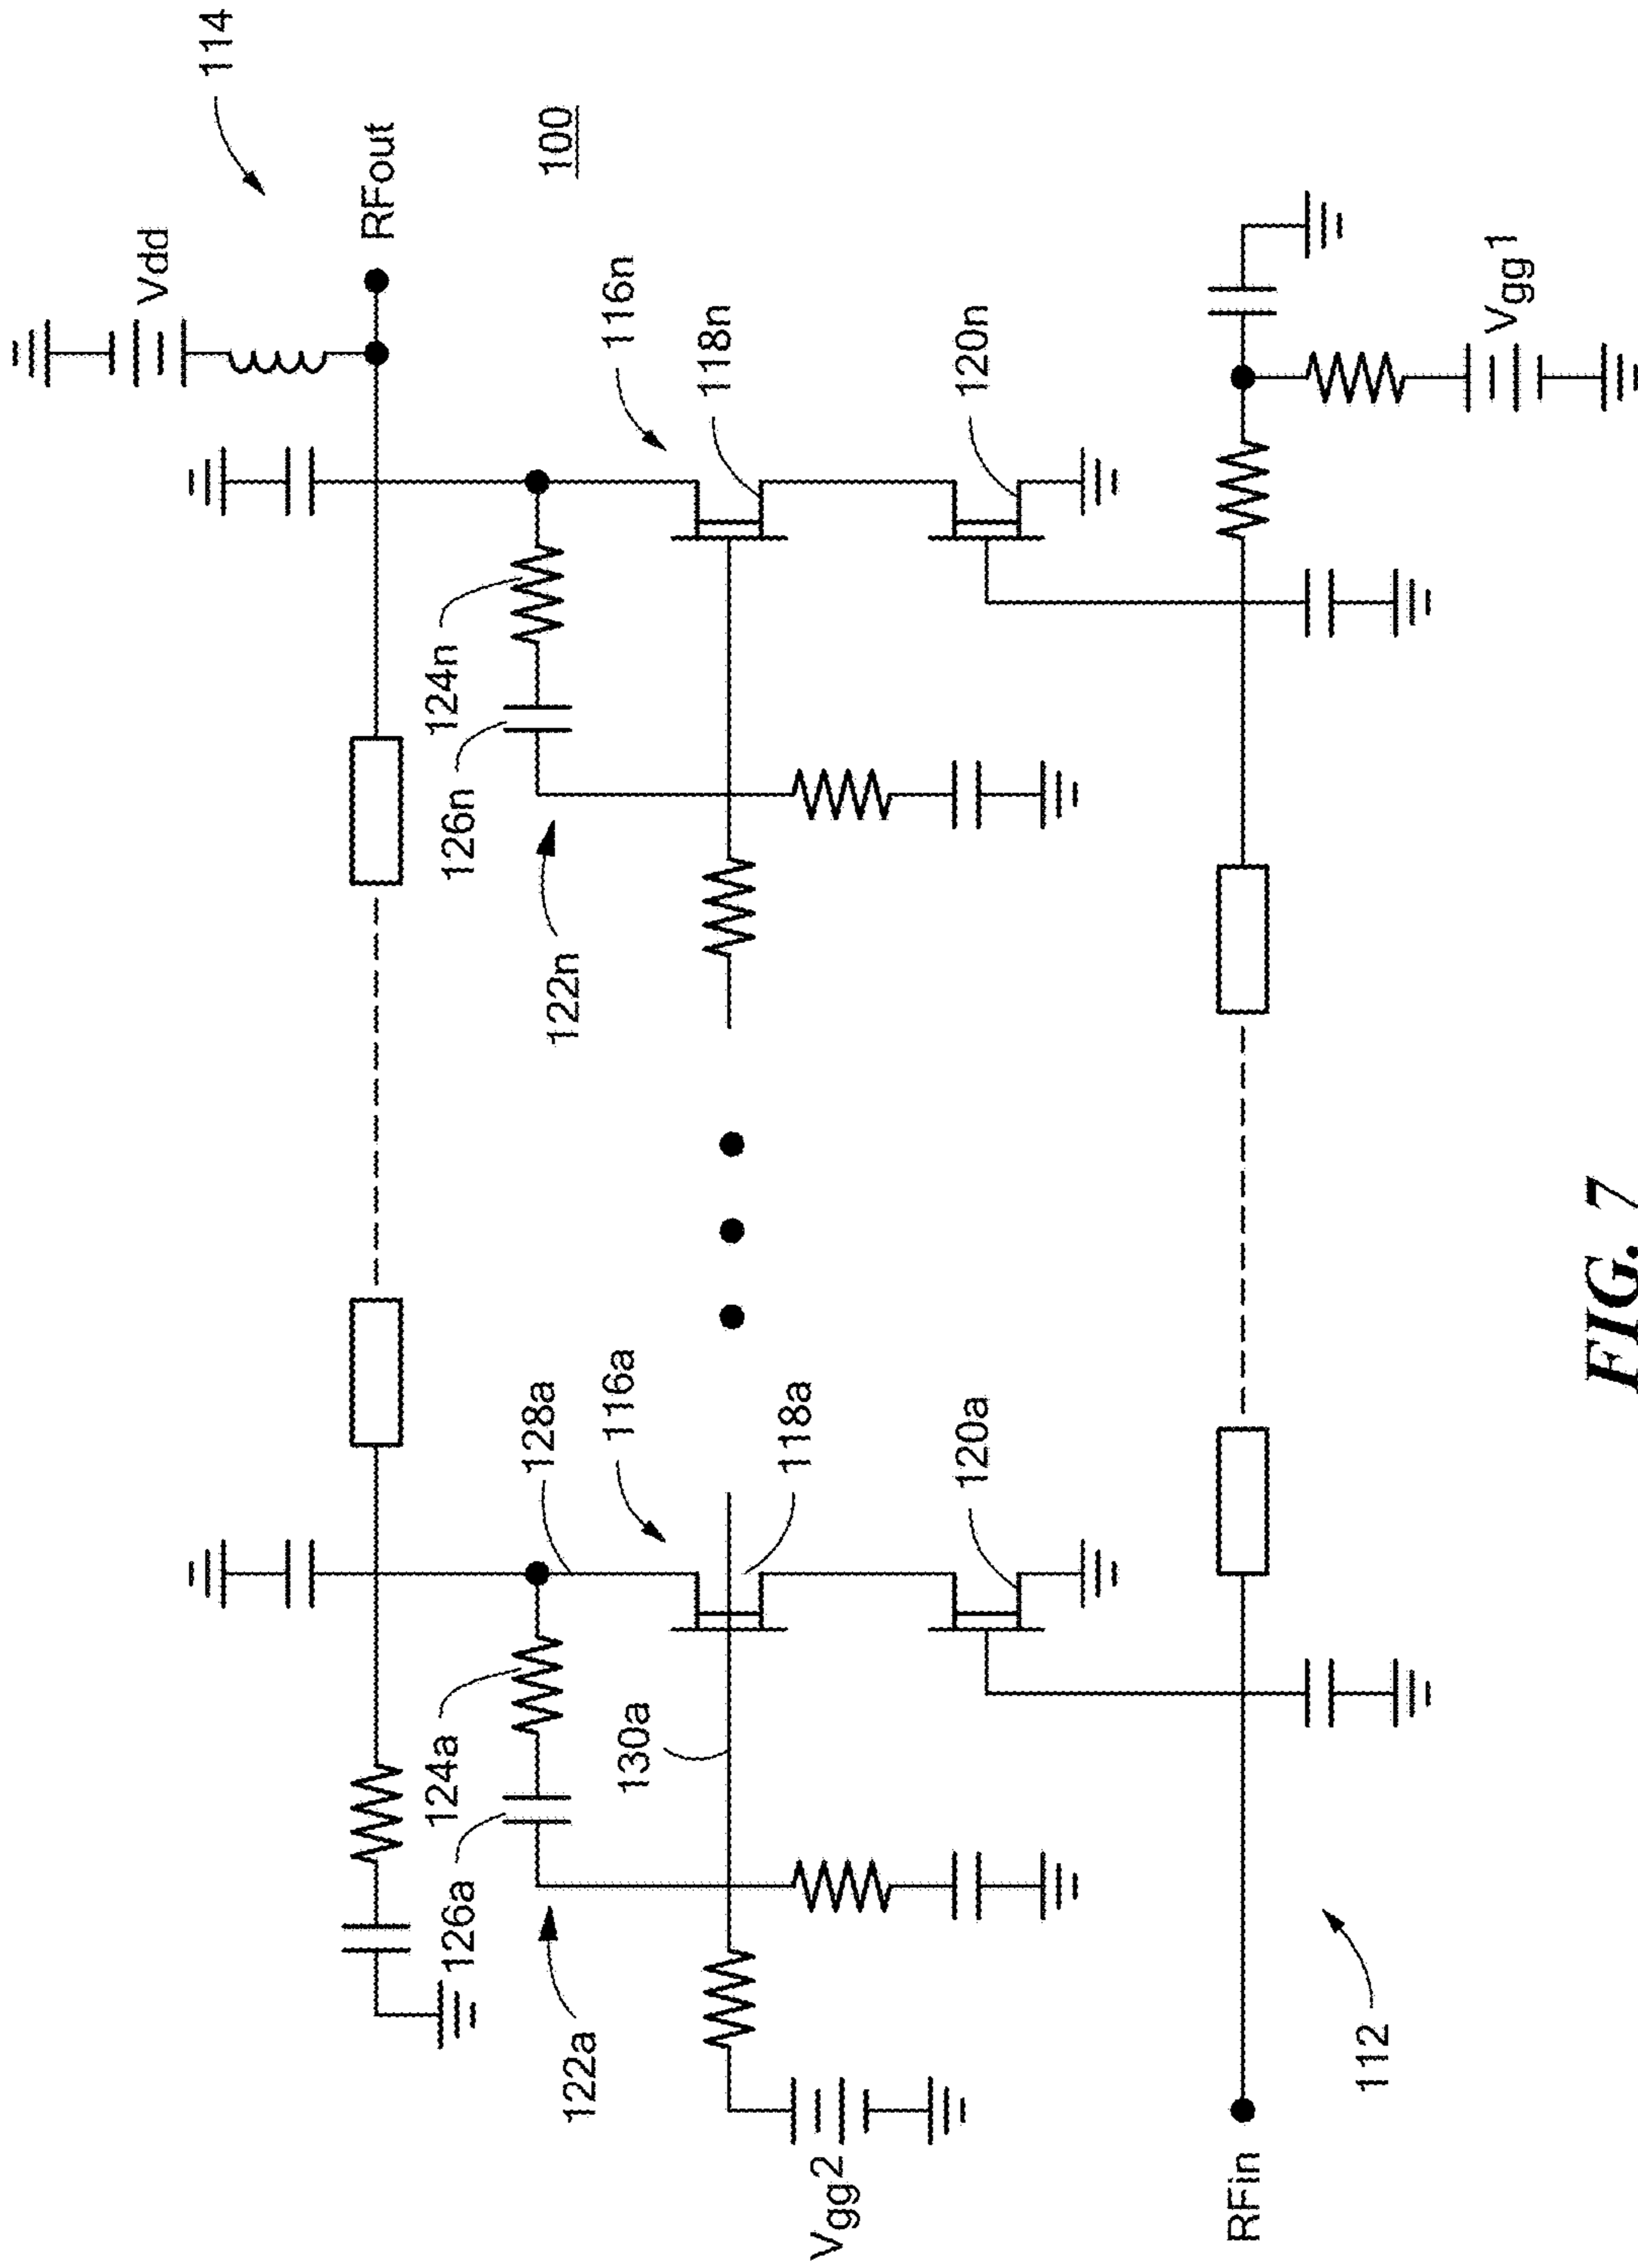 114
Vdd
RFout
100
116n
118n
124n
126n
122n
120n
Vgg1
128a
116a
118a
124a
126a
130a
122a
120a
Vgg2
RFin
112
FIG. 7